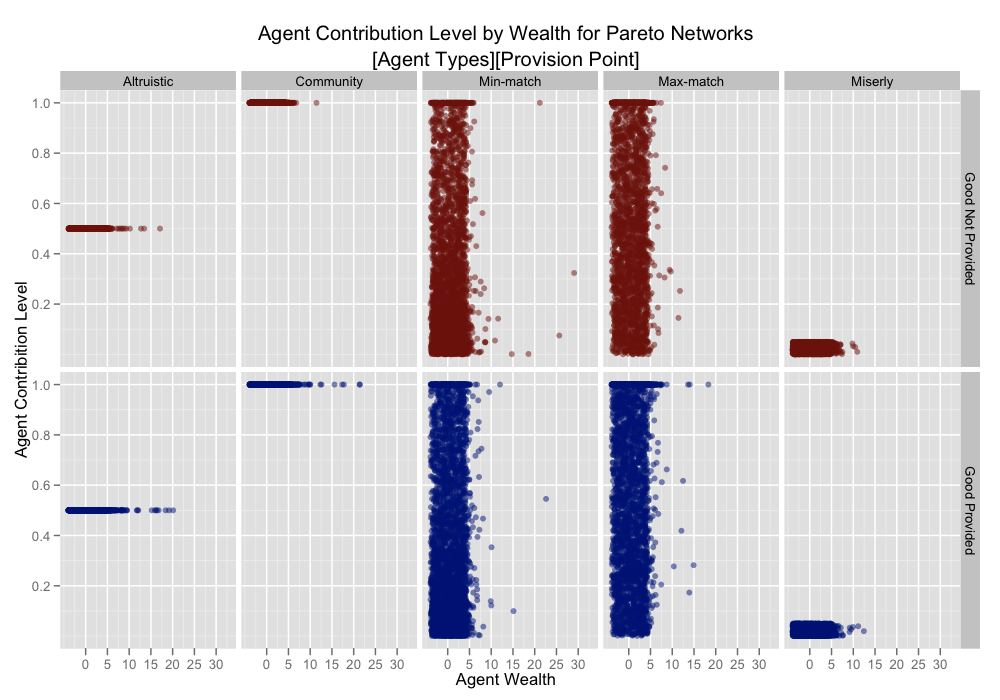 Agent Contribution Level by Wealth for Pareto Networks
[Agent Types][Provision Point]
Altruistic Community Min-match Max-match Miserly
1.0
0.8
0.6
0.4
0.2
Good Not Provided
1.0
0.8
0.6
0.4
0.2
Good Provided
Agent Contribition Level
0 5 10 15 20 25 30 0 5 10 15 20 25 30 0 5 10 15 20 25 30 0 5 10 15 20 25 30 0 5 10 15 20 25 30
Agent Wealth